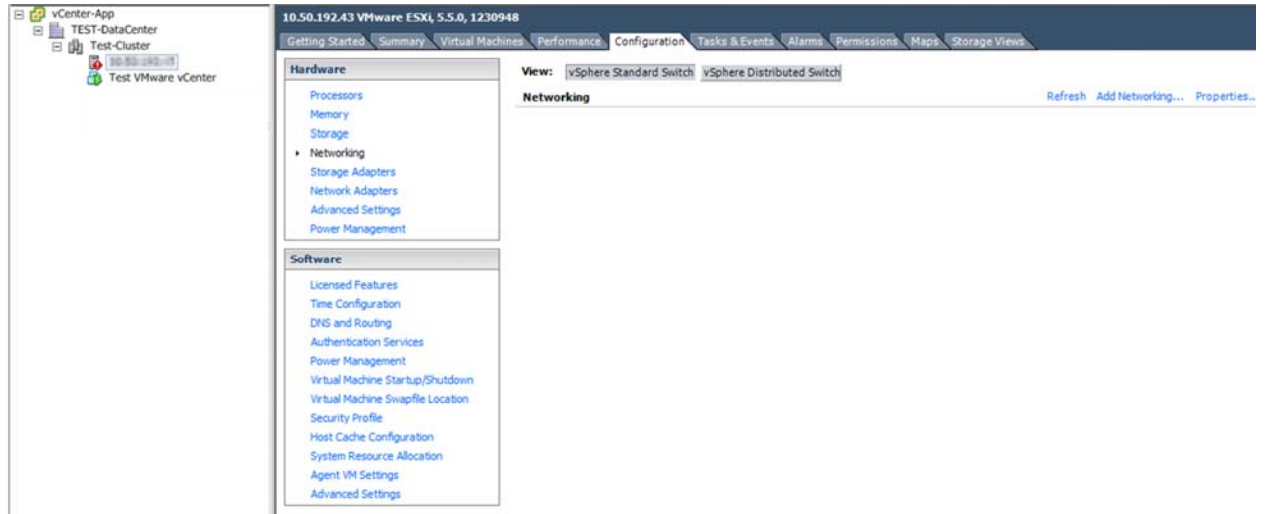 vCenter-App
TEST-DataCenter
Test-Cluster
Test VMware vCenter
10.50.192.43 VMware ESXi, 5.5.0, 1230948
Getting Started Summary Virtual Machines Performance Configuration Tasks & Events Alarms Permissions Maps Storage Views
Hardware
Processors
Memory
Storage
Networking
Storage Adapters
Network Adapters
Advanced Settings
Power Management
Software
Licensed Features
Time Configuration
DNS and Routing
Authentication Services
Power Management
Virtual Machine Startup/Shutdown
Virtual Machine Swapfile Location
Security Profile
Host Cache Configuration
System Resource Allocation
Agent VM Settings
Advanced Settings
View: vSphere Standard Switch vSphere Distributed Switch
Networking Refresh Add Networking... Properties...